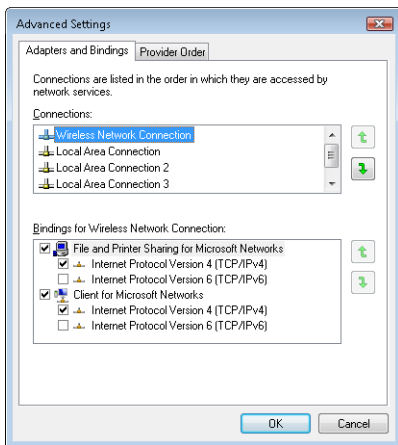 Advanced Settings
Adapters and Bindings Provider Order
Connections are listed in the order in which they are accessed by
network services.
Connections:
Wireless Network Connection
Local Area Connection
Local Area Connection 2
Local Area Connection 3
Bindings for Wireless Network Connection:
File and Printer Sharing for Microsoft Networks
Internet Protocol Version 4 (TCP/IPv4)
Internet Protocol Version 6 (TCP/IPv6)
Client for Microsoft Networks
Internet Protocol Version 4 (TCP/IPv4)
Internet Protocol Version 6 (TCP/IPv6)
OK Cancel